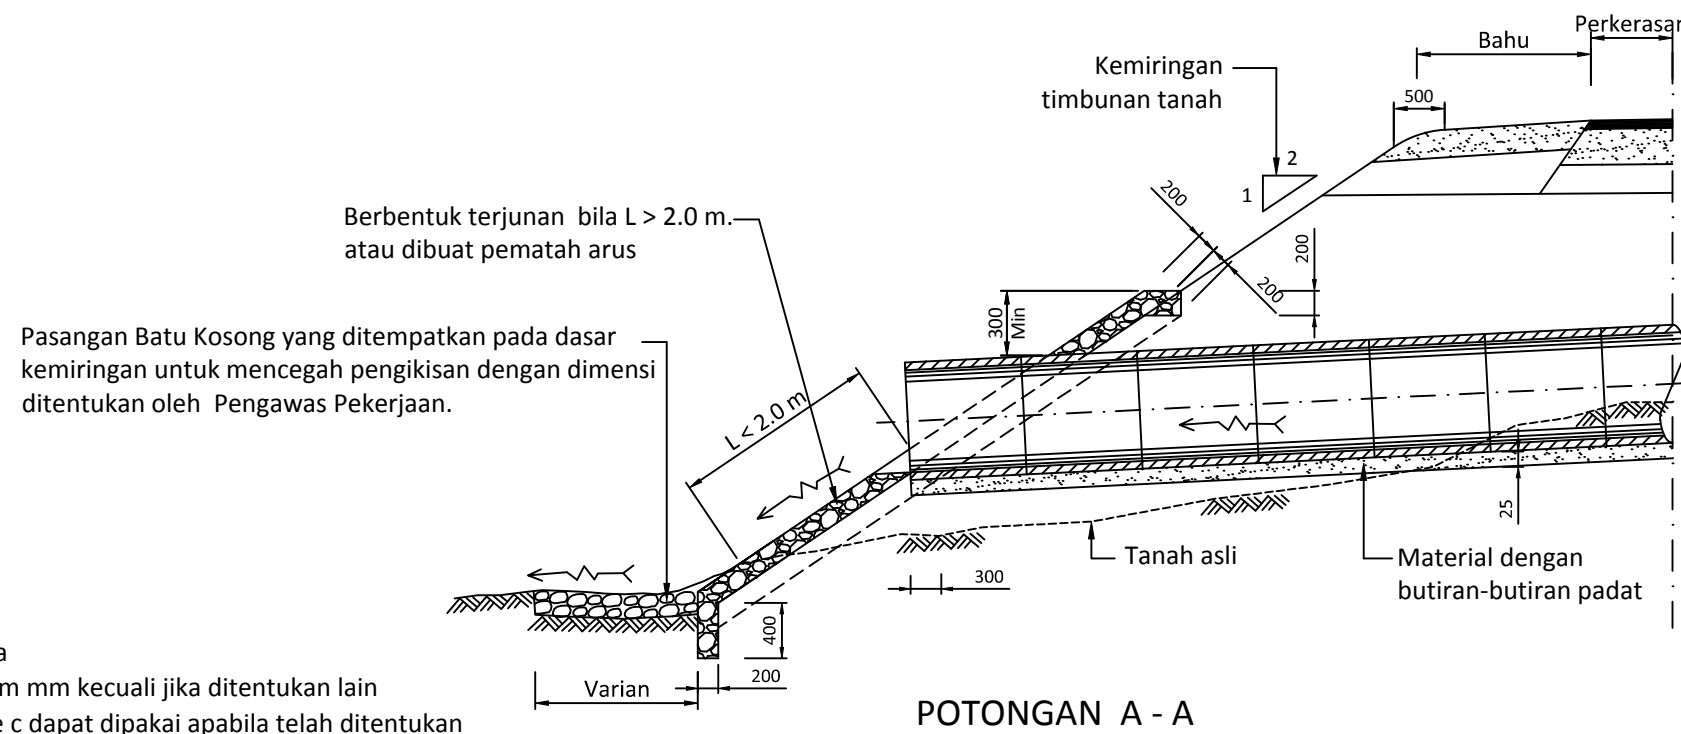 Perkerasan
Bahu
Kemiringan
timbunan tanah
500
2
1
200
Berbentuk terjunan bila L > 2.0 m.
atau dibuat pematah arus
200
200
300
Min
Pasangan Batu Kosong yang ditempatkan pada dasar
kemiringan untuk mencegah pengikisan dengan dimensi
ditentukan oleh Pengawas Pekerjaan.
L < 2.0 m
25
Tanah asli
Material dengan
butiran-butiran padat
300
400
200
Varian
a
m mm kecuali jika ditentukan lain
e c dapat dipakai apabila telah ditentukan
POTONGAN A - A